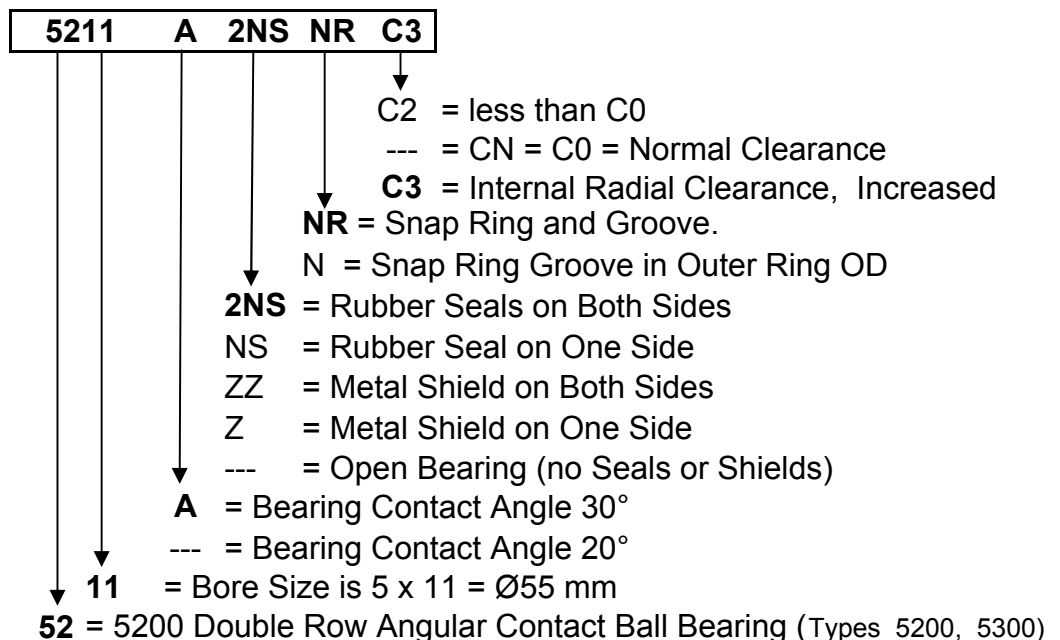 5211 A 2NS NR C3
C2 = less than C0
--- = CN = C0 = Normal Clearance
C3 = Internal Radial Clearance, Increased
NR = Snap Ring and Groove.
N = Snap Ring Groove in Outer Ring OD
2NS = Rubber Seals on Both Sides
NS = Rubber Seal on One Side
ZZ = Metal Shield on Both Sides
Z = Metal Shield on One Side
--- = Open Bearing (no Seals or Shields)
A = Bearing Contact Angle 30°
--- = Bearing Contact Angle 20°
11 = Bore Size is 5 x 11 = Ø55 mm
52 = 5200 Double Row Angular Contact Ball Bearing (Types 5200, 5300)